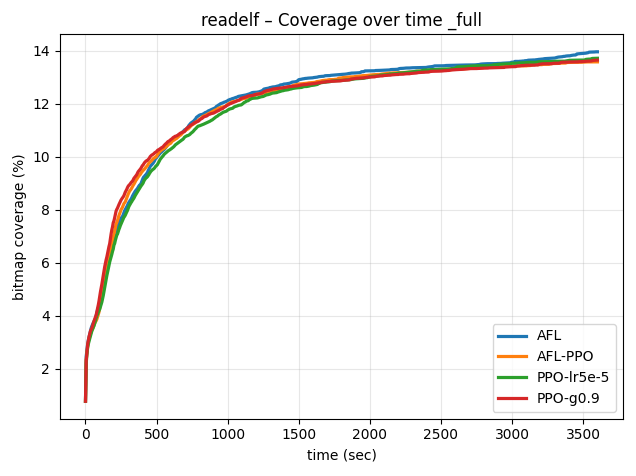 readelf – Coverage over time _full
bitmap coverage (%)
14
12
10
8
6
4
2
0
500
1000
1500
2000
2500
3000
3500
time (sec)
AFL
AFL-PPO
PPO-lr5e-5
PPO-g0.9